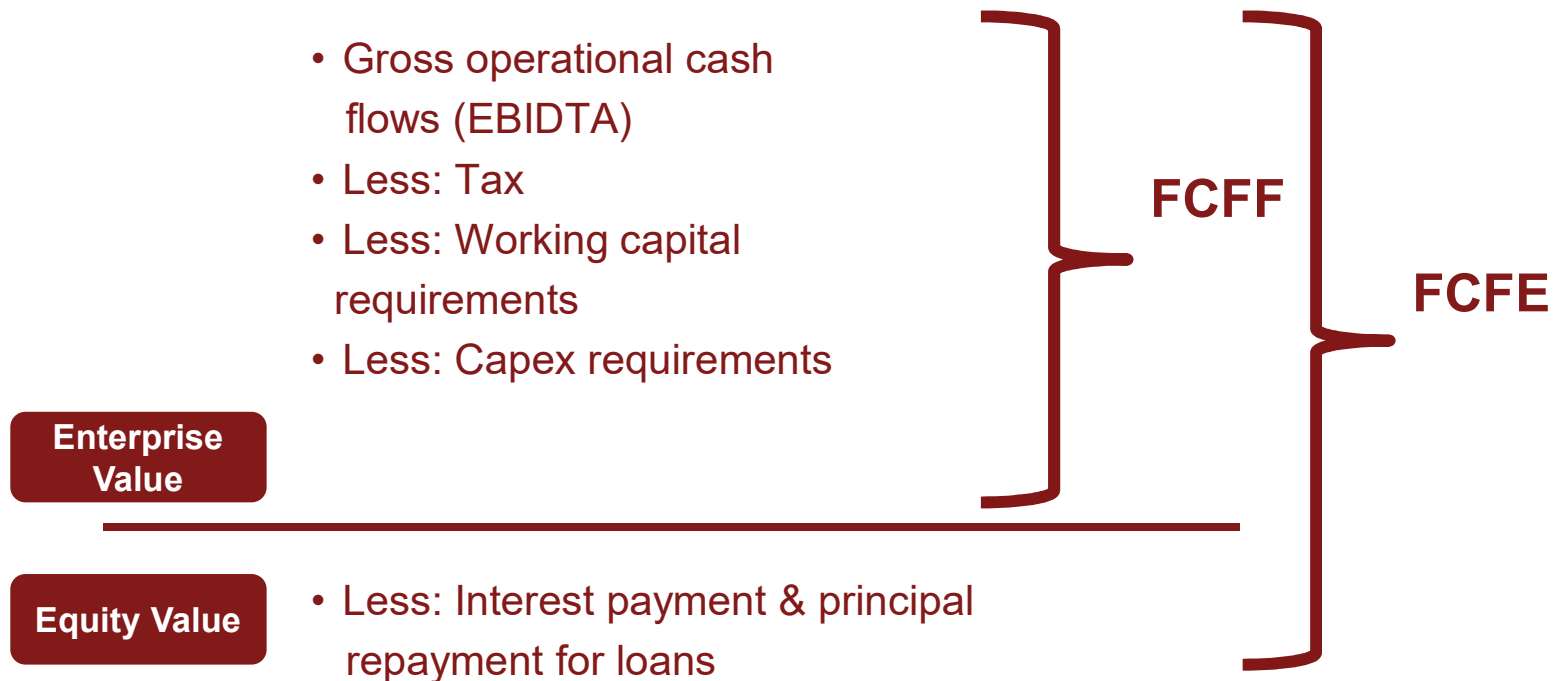 • Gross operational cash
flows (EBIDTA)
• Less: Tax
• Less: Working capital
requirements
• Less: Capex requirements
FCFF
FCFE
Enterprise
Value
Equity Value
• Less: Interest payment & principal
repayment for loans